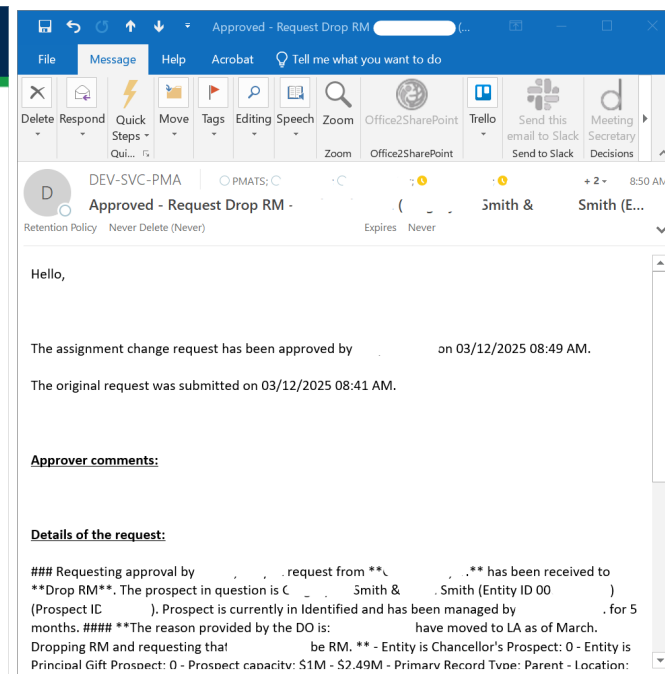 Approved - Request Drop RM (...
File Message Help Acrobat Tell me what you want to do
Delete Respond Quick Steps Move Tags Editing Speech Zoom Office2SharePoint Trello Send this email to Slack Meeting Secretary
Qui... Zoom Office2SharePoint Send to Slack Decisions
D
DEV-SVC-PMA PMATS; + 2 8:50 AM
Approved - Request Drop RM - ( Smith & Smith (E...
Retention Policy Never Delete (Never) Expires Never
Hello,
The assignment change request has been approved by on 03/12/2025 08:49 AM.
The original request was submitted on 03/12/2025 08:41 AM.
Approver comments:
Details of the request:
### Requesting approval by request from ** .** has been received to
**Drop RM**. The prospect in question is Smith & Smith (Entity ID 00 )
(Prospect ID ). Prospect is currently in Identified and has been managed by . for 5
months. #### **The reason provided by the DO is: have moved to LA as of March.
Dropping RM and requesting that be RM. ** - Entity is Chancellor's Prospect: 0 - Entity is
Principal Gift Prospect: 0 - Prospect capacity: $1M - $2.49M - Primary Record Type: Parent - Location: